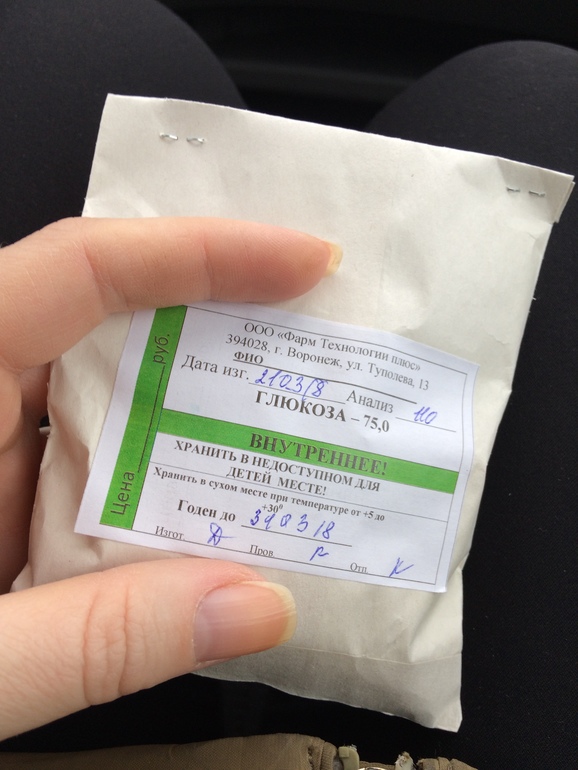 ООО «Фарм Технологии плюс»
394028, г. Воронеж, ул. Туполева, 13
ФИО
Дата изг. 210318 Анализ 110
ГЛЮКОЗА – 75,0
ВНУТРЕННЕЕ!
ХРАНИТЬ В НЕДОСТУПНОМ ДЛЯ
ДЕТЕЙ МЕСТЕ!
Хранить в сухом месте при температуре от +5 до
+30°
Годен до 18
Изгот. Пров. Отп.
Цена руб.